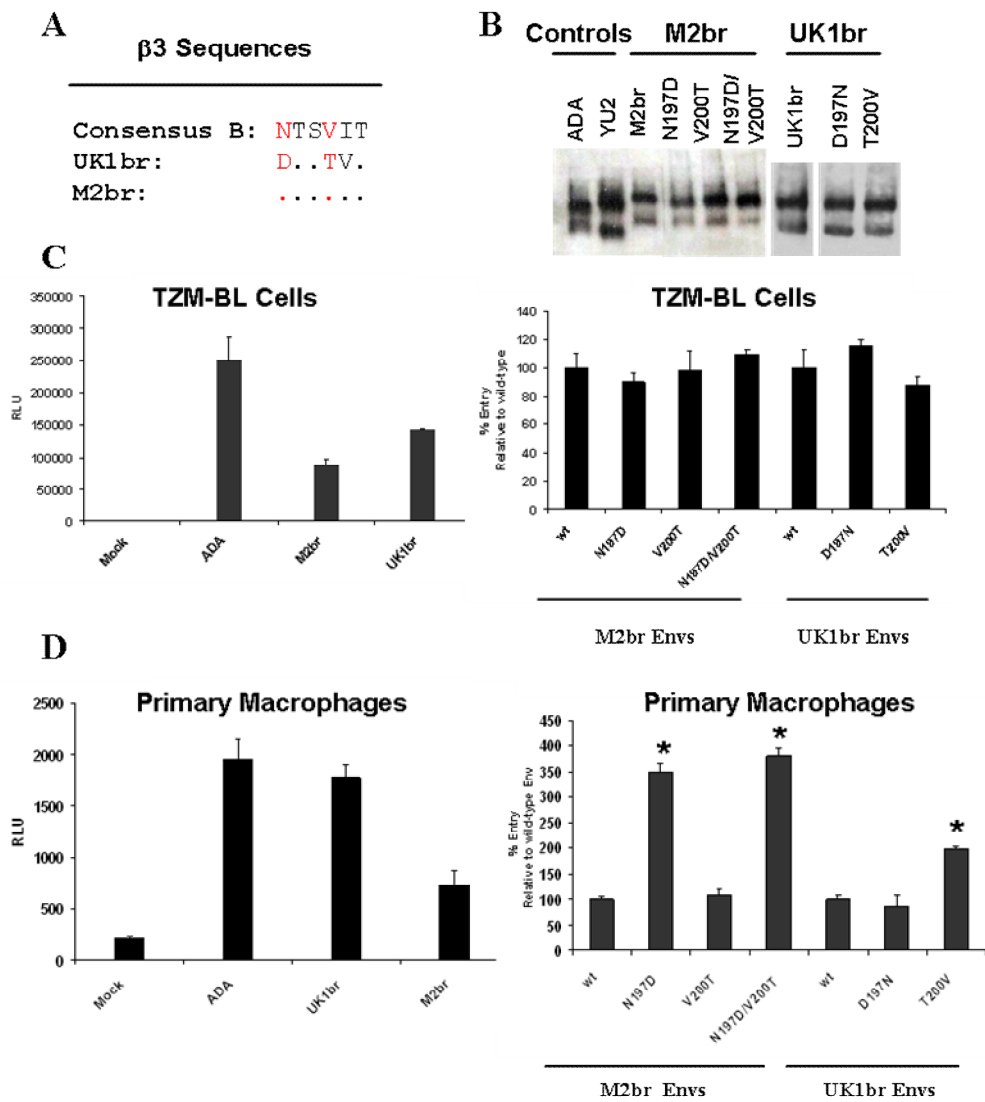 A
β3 Sequences
Consensus B: NTSVIT
UK1br: D..TV.
M2br: ......
B
Controls M2br UK1br
ADA
YU2
M2br
N197D
V200T
N197D/
V200T
UK1br
D197N
T200V
C
TZM-BL Cells
RLU
350000
300000
250000
200000
150000
100000
50000
0
Mock ADA M2br UK1br
TZM-BL Cells
% Entry
Relative to wild-type
140
120
100
80
60
40
20
0
wt N197D V200T N197D/V200T wt D197N T200V
M2br Envs UK1br Envs
D
Primary Macrophages
RLU
2500
2000
1500
1000
500
0
Mock ADA UK1br M2br
Primary Macrophages
% Entry
Relative to wild-type Env
450
400
350
300
250
200
150
100
50
0
* * *
wt N197D V200T N197D/V200T wt D197N T200V
M2br Envs UK1br Envs